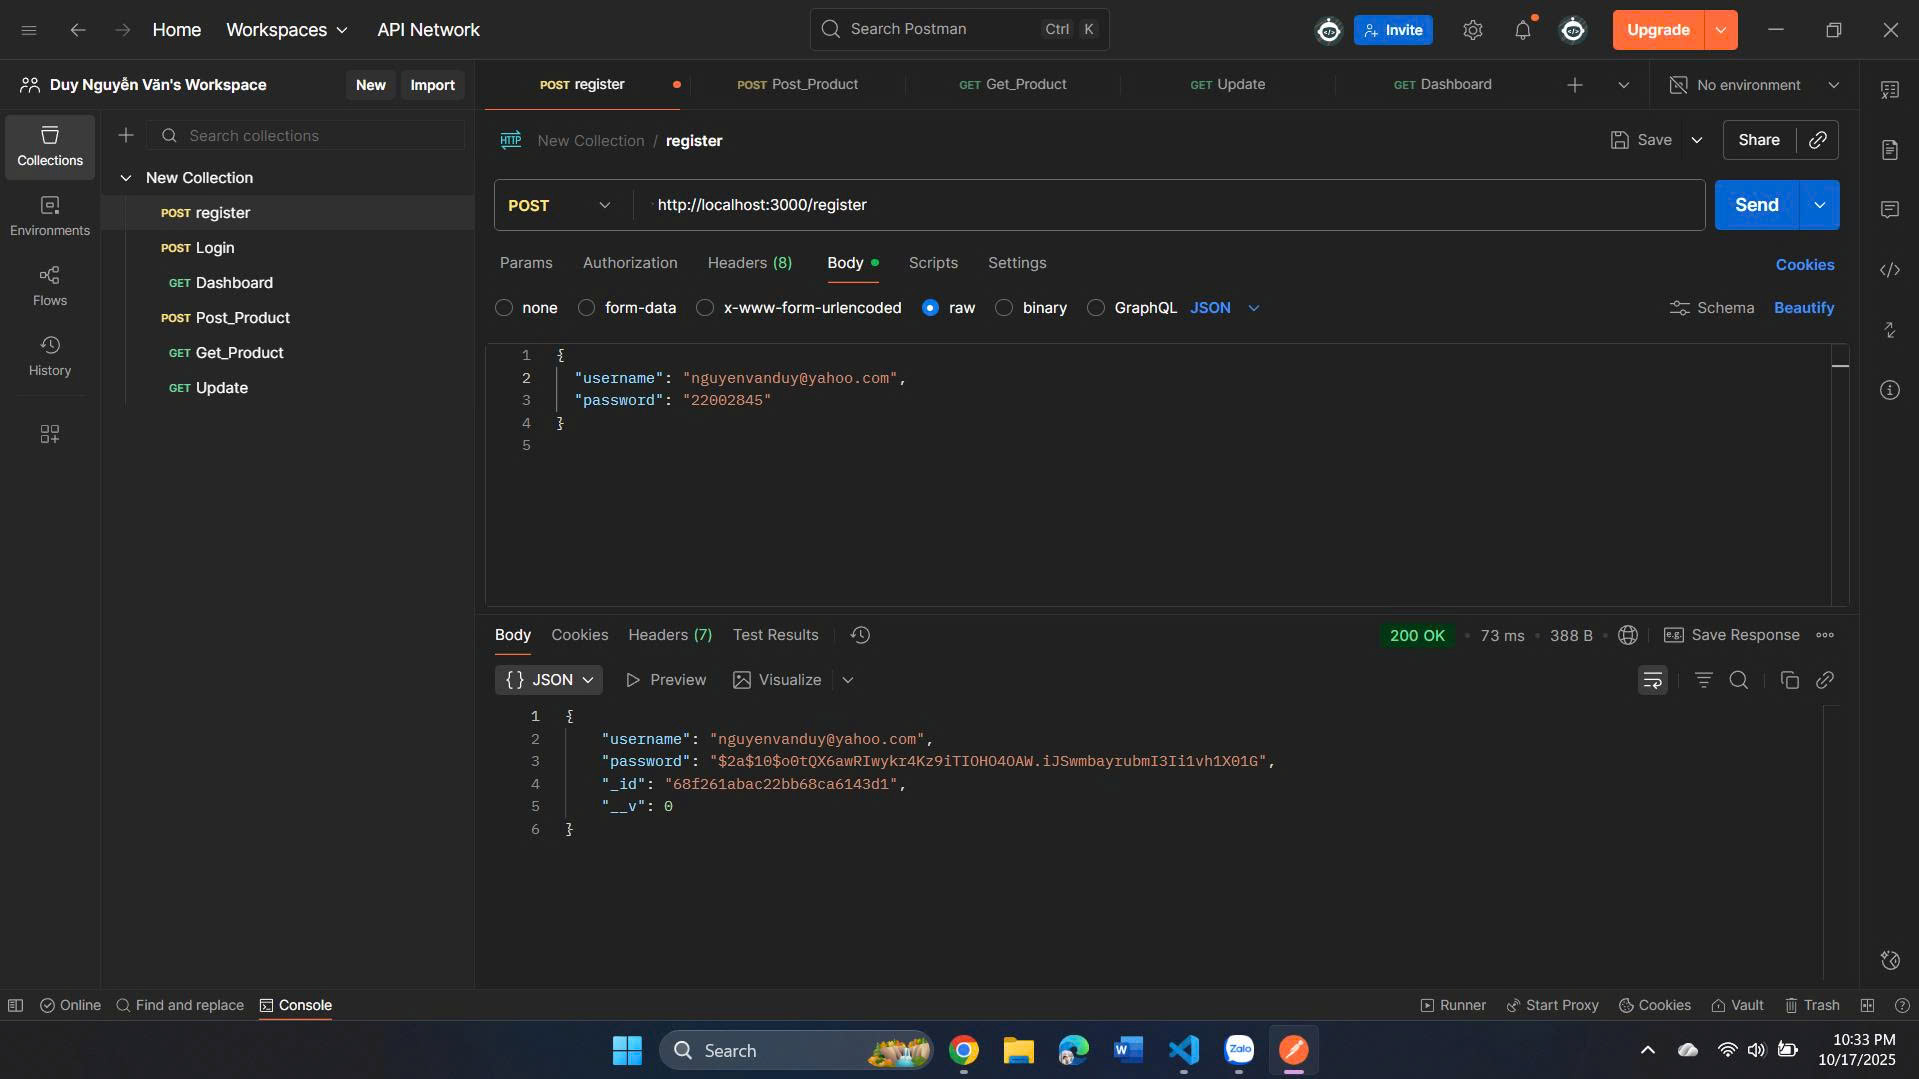 Home Workspaces API Network Search Postman Ctrl K Invite Upgrade
Duy Nguyễn Văn's Workspace New Import
POST register POST Post_Product GET Get_Product GET Update GET Dashboard No environment
Collections
Environments
Flows
History
Search collections
New Collection
POST register
POST Login
GET Dashboard
POST Post_Product
GET Get_Product
GET Update
HTTP New Collection / register Save Share
POST http://localhost:3000/register Send
Params Authorization Headers (8) Body Scripts Settings Cookies
none form-data x-www-form-urlencoded raw binary GraphQL JSON Schema Beautify
1 {
2 "username": "nguyenvanduy@yahoo.com",
3 "password": "22002845"
4 }
5
Body Cookies Headers (7) Test Results 200 OK • 73 ms • 388 B e.g. Save Response
{} JSON Preview Visualize
1 {
2 "username": "nguyenvanduy@yahoo.com",
3 "password": "$2a$10$o0tQX6awRIwykr4Kz9iTIOHO4OAW.iJSwmbayrubmI3Ii1vh1X01G",
4 "_id": "68f261abac22bb68ca6143d1",
5 "__v": 0
6 }
Online Find and replace Console Runner Start Proxy Cookies Vault Trash
Search Zalo 10:33 PM
10/17/2025